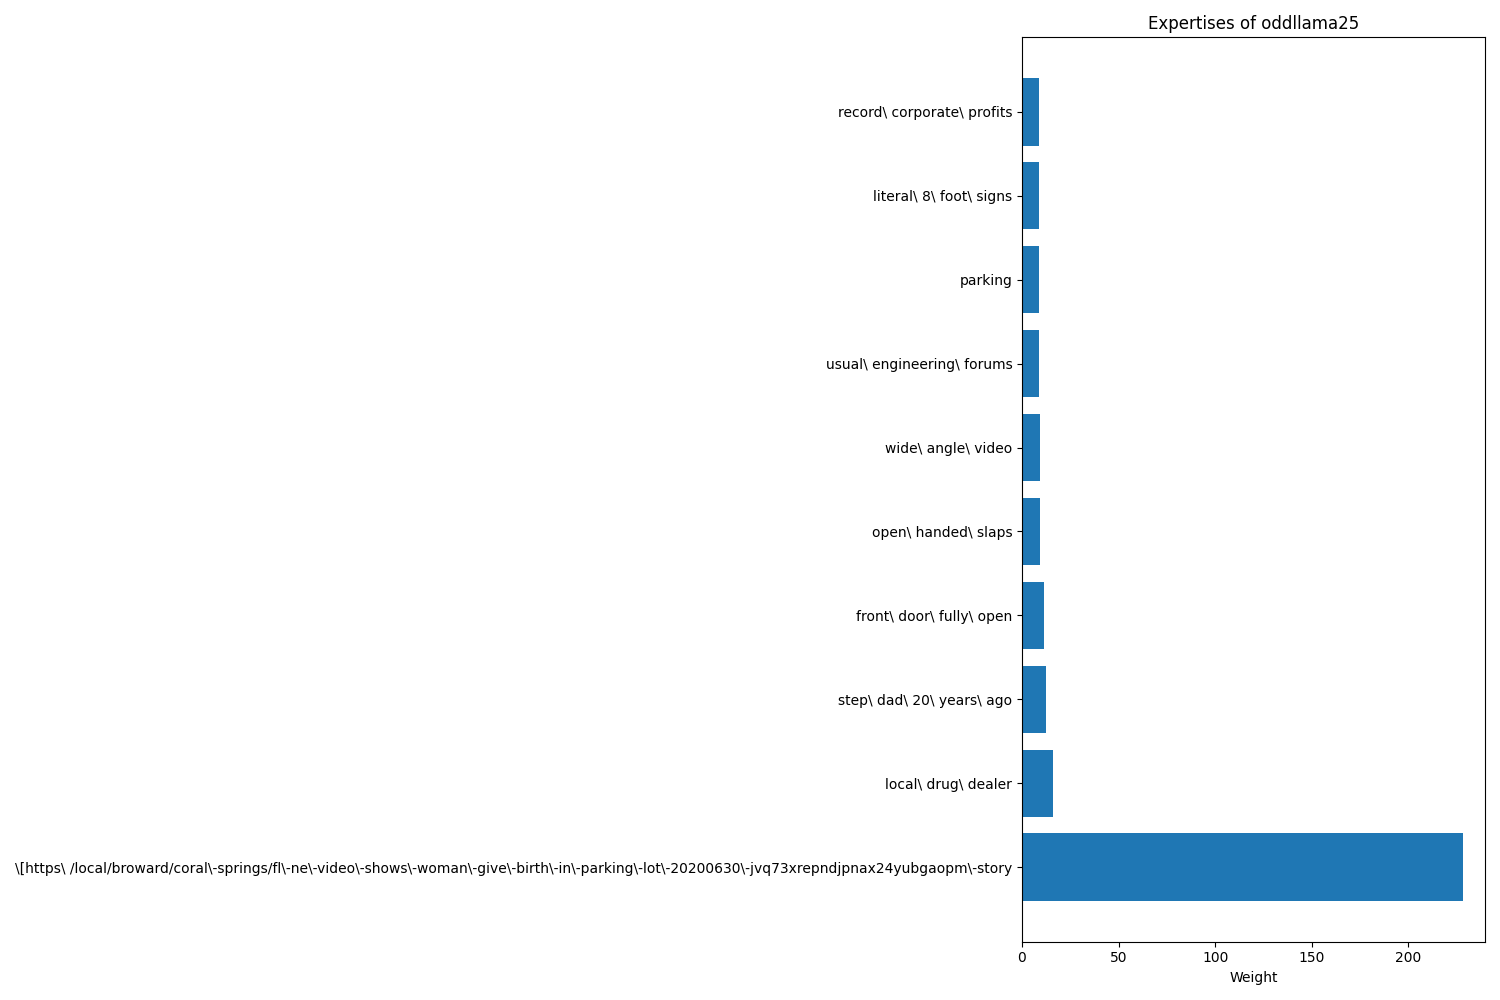 Expertises of oddllama25
record\ corporate\ profits
literal\ 8\ foot\ signs
parking
usual\ engineering\ forums
wide\ angle\ video
open\ handed\ slaps
front\ door\ fully\ open
step\ dad\ 20\ years\ ago
local\ drug\ dealer
\[https\ /local/broward/coral\-springs/fl\-ne\-video\-shows\-woman\-give\-birth\-in\-parking\-lot\-20200630\-jvq73xrepndjpnax24yubgaopm\-story
0 50 100 150 200
Weight